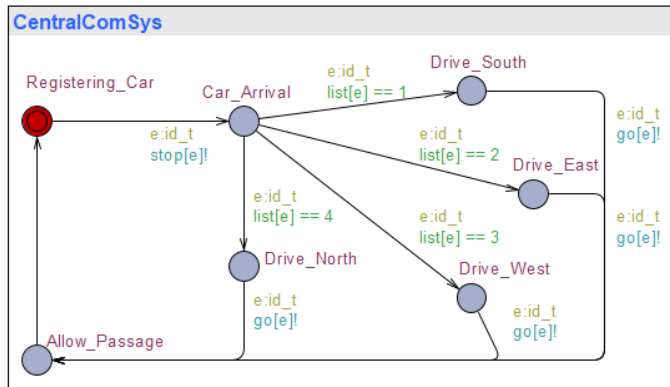 CentralComSys
Registering_Car
Car_Arrival
Drive_South
e:id_t
list[e] == 1
e:id_t
stop[e]!
e:id_t
go[e]!
e:id_t
list[e] == 2
Drive_East
e:id_t
list[e] == 4
e:id_t
list[e] == 3
e:id_t
go[e]!
Drive_North
Drive_West
e:id_t
go[e]!
e:id_t
go[e]!
Allow_Passage